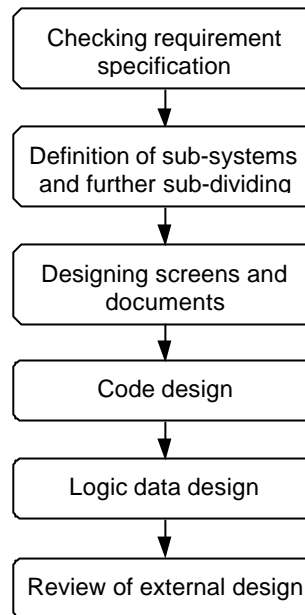 Checking requirement
specification
Definition of sub-systems
and further sub-dividing
Designing screens and
documents
Code design
Logic data design
Review of external design